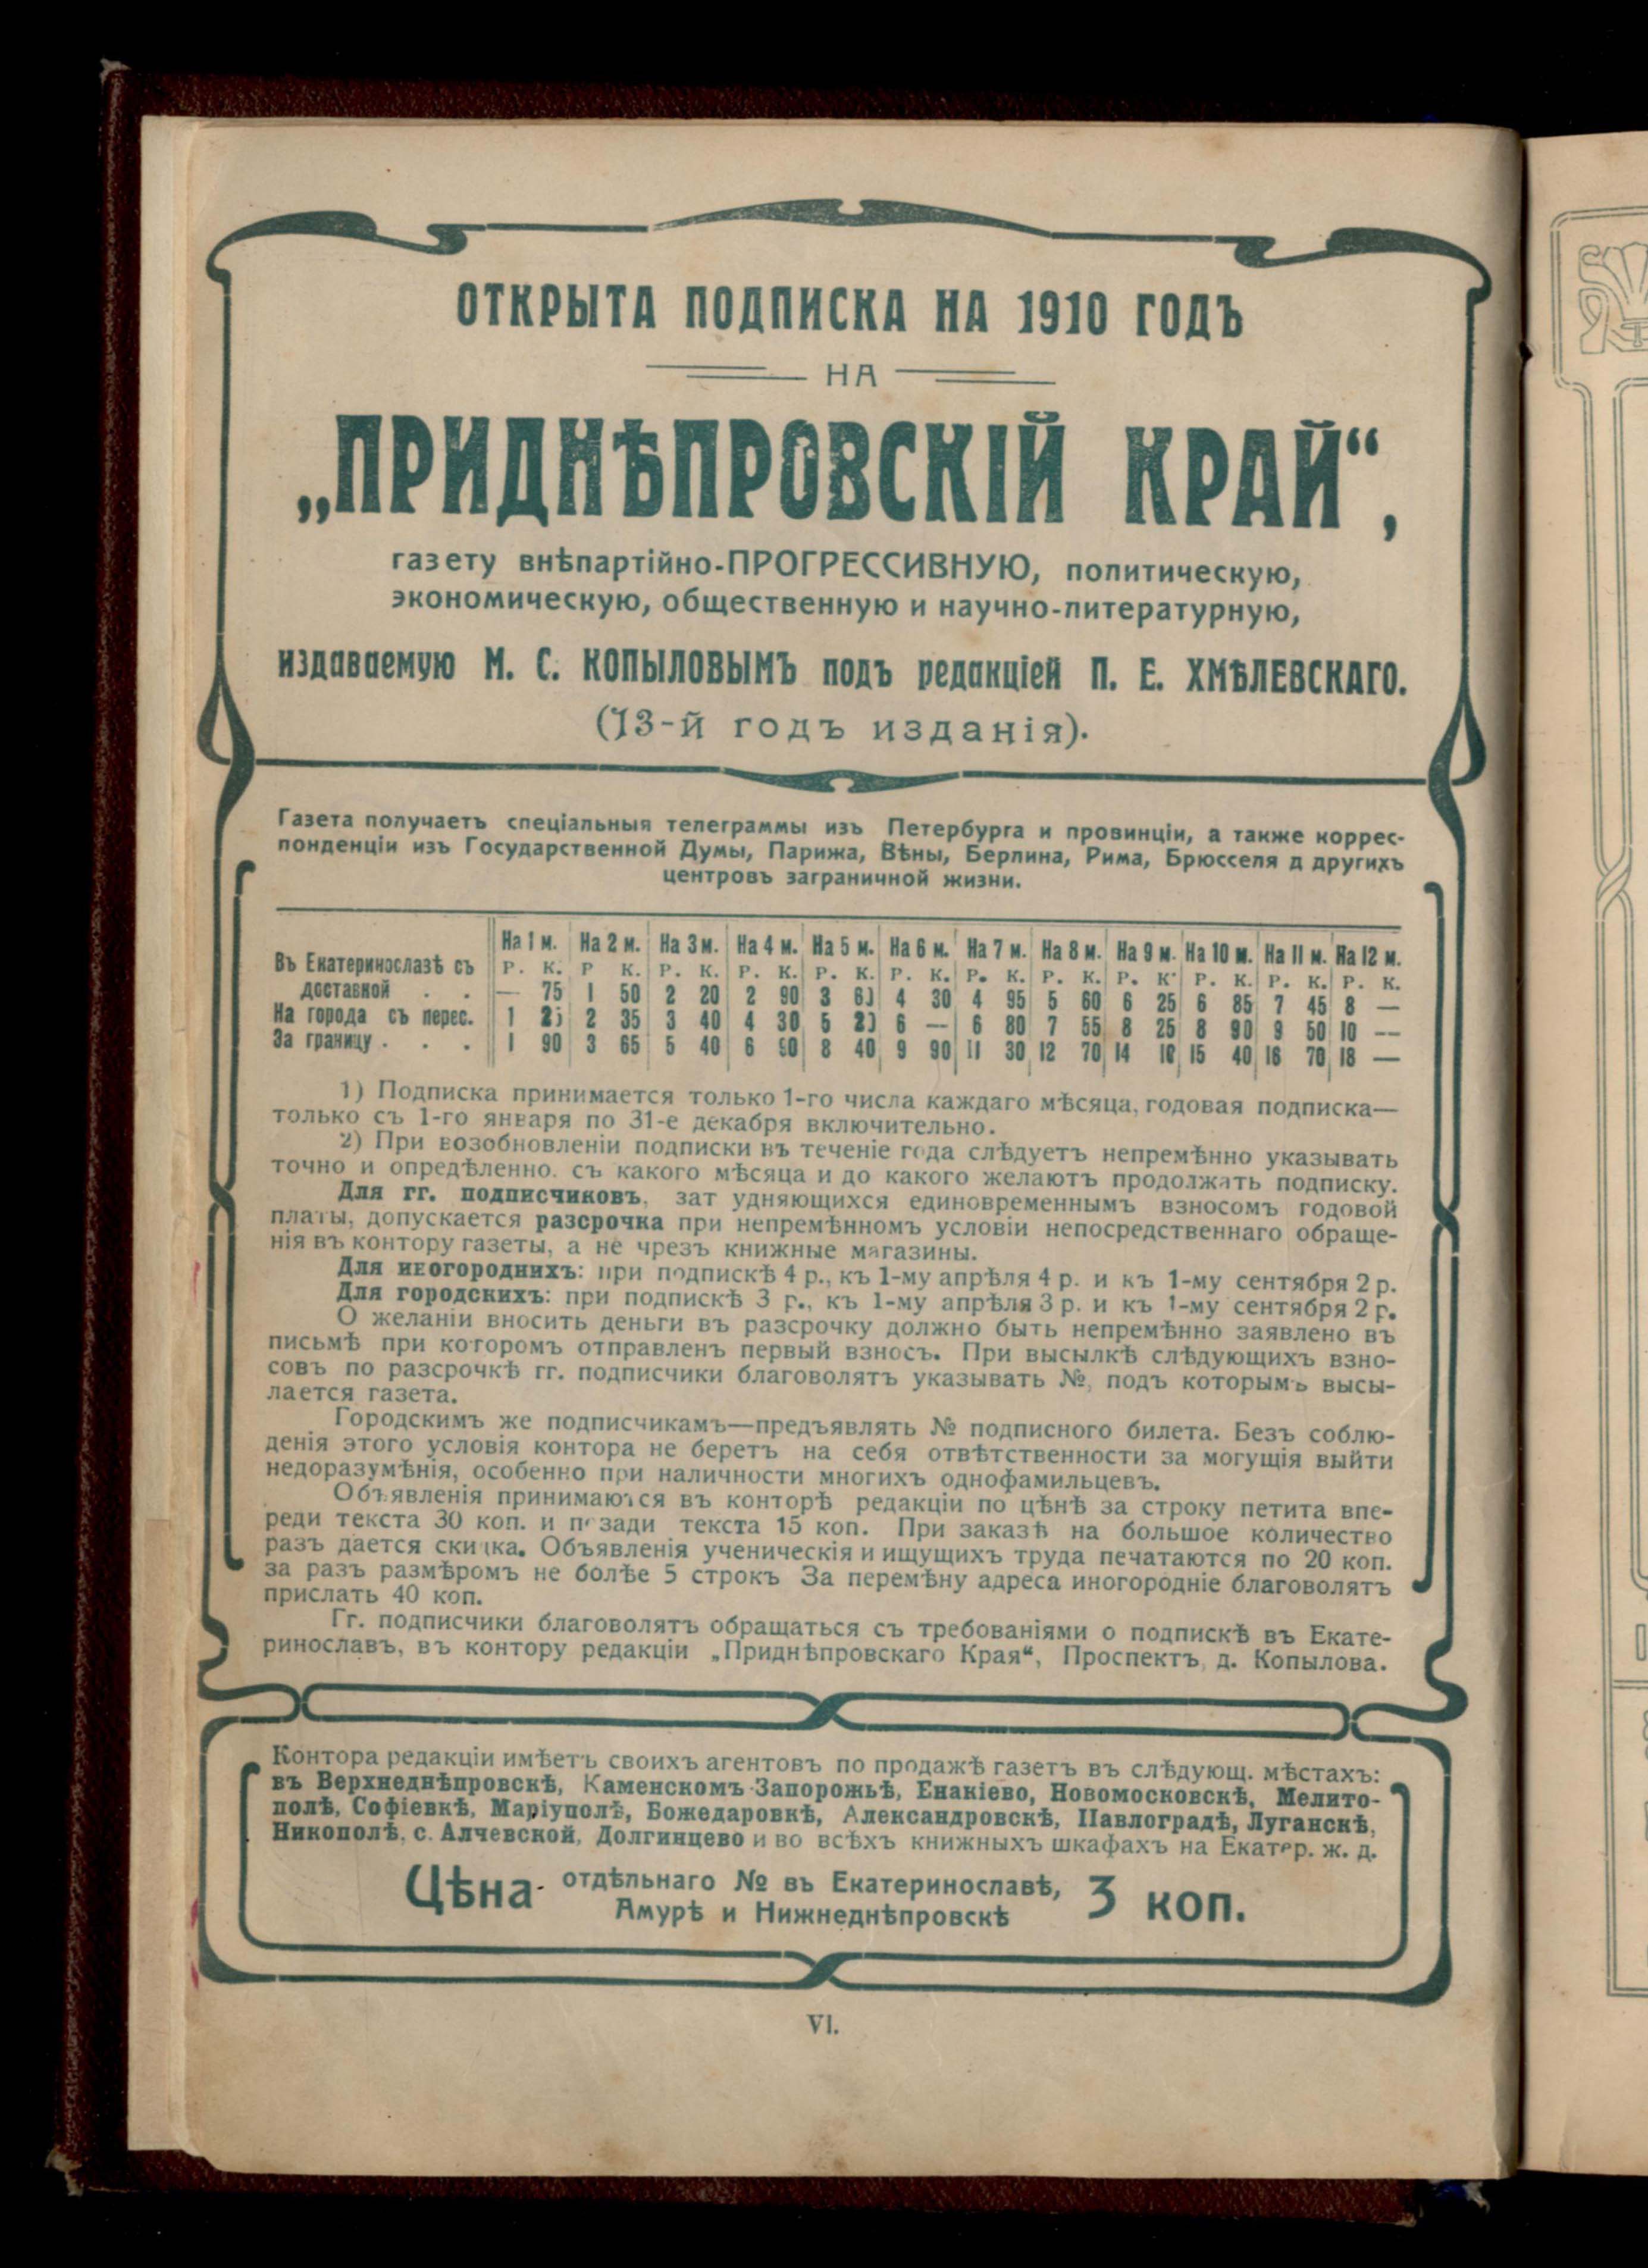 ОТКРЫТА ПОДПИСКА НА 1910 ГОДЪ
НА
„ПРИДНѢПРОВСКІЙ КРАЙ“,
газету внѣпартійно-ПРОГРЕССИВНУЮ, политическую,
экономическую, общественную и научно-литературную,
издаваемую М. С. КОПЫЛОВЫМЪ подъ редакціей П. Е. ХМѢЛЕВСКАГО.
(13-й годъ изданія).
Газета получаетъ спеціальныя телеграммы изъ Петербурга и провинціи, а также коррес-
понденціи изъ Государственной Думы, Парижа, Вѣны, Берлина, Рима, Брюсселя д другихъ
центровъ заграничной жизни.
На 1 м. На 2 м. На 3 м. На 4 м. На 5 м. На 6 м. На 7 м. На 8 м. На 9 м. На 10 м. На 11 м. На 12 м.
Р. К. Р К. Р. К. Р. К. Р. К. Р. К. Р. К. Р. К. Р. К. Р. К. Р. К. Р. К.
Въ Екатеринославѣ съ
доставкой . . — 75 1 50 2 20 2 90 3 60 4 30 4 95 5 60 6 25 6 85 7 45 8 —
На города съ перес. 1 25 2 35 3 40 4 30 5 20 6 — 6 80 7 55 8 25 8 90 9 50 10 —
За границу . . . 1 90 3 65 5 40 6 90 8 40 9 90 11 30 12 70 14 10 15 40 16 70 18 —
1) Подписка принимается только 1-го числа каждаго мѣсяца, годовая подписка—
только съ 1-го января по 31-е декабря включительно.
2) При возобновленіи подписки въ теченіе года слѣдуетъ непремѣнно указывать
точно и опредѣленно. съ какого мѣсяца и до какого желаютъ продолжать подписку.
Для гг. подписчиковъ, зат удняющихся единовременнымъ взносомъ годовой
платы, допускается разсрочка при непремѣнномъ условіи непосредственнаго обраще-
нія въ контору газеты, а не чрезъ книжные магазины.
Для иногороднихъ: при подпискѣ 4 р., къ 1-му апрѣля 4 р. и къ 1-му сентября 2 р.
Для городскихъ: при подпискѣ 3 г., къ 1-му апрѣля 3 р. и къ 1-му сентября 2 г.
О желаніи вносить деньги въ разсрочку должно быть непремѣнно заявлено въ
письмѣ при которомъ отправленъ первый взносъ. При высылкѣ слѣдующихъ взно-
совъ по разсрочкѣ гг. подписчики благоволятъ указывать №, подъ которымъ высы-
лается газета.
Городскимъ же подписчикамъ—предъявлять № подписного билета. Безъ соблю-
денія этого условія контора не беретъ на себя отвѣтственности за могущія выйти
недоразумѣнія, особенно при наличности многихъ однофамильцевъ.
Объявленія принимаются въ конторѣ редакціи по цѣнѣ за строку петита впе-
реди текста 30 коп. и позади текста 15 коп. При заказѣ на большое количество
разъ дается скидка. Объявленія ученическія и ищущихъ труда печатаются по 20 коп.
за разъ размѣромъ не болѣе 5 строкъ За перемѣну адреса иногородніе благоволятъ
прислать 40 коп.
Гг. подписчики благоволятъ обращаться съ требованіями о подпискѣ въ Екате-
ринославъ, въ контору редакціи „Приднѣпровскаго Края“, Проспектъ, д. Копылова.
Контора редакціи имѣетъ своихъ агентовъ по продажѣ газетъ въ слѣдующ. мѣстахъ:
въ Верхнеднѣпровскѣ, Каменскомъ-Запорожьѣ, Енакіево, Новомосковскѣ, Мелито-
полѣ, Софіевкѣ, Маріуполѣ, Божедаровкѣ, Александровскѣ, Павлоградѣ, Луганскѣ,
Никополѣ, с. Алчевской, Долгинцево и во всѣхъ книжныхъ шкафахъ на Екатер. ж. д.
Цѣна отдѣльнаго № въ Екатеринославѣ, 3 коп.
Амурѣ и Нижнеднѣпровскѣ
VI.